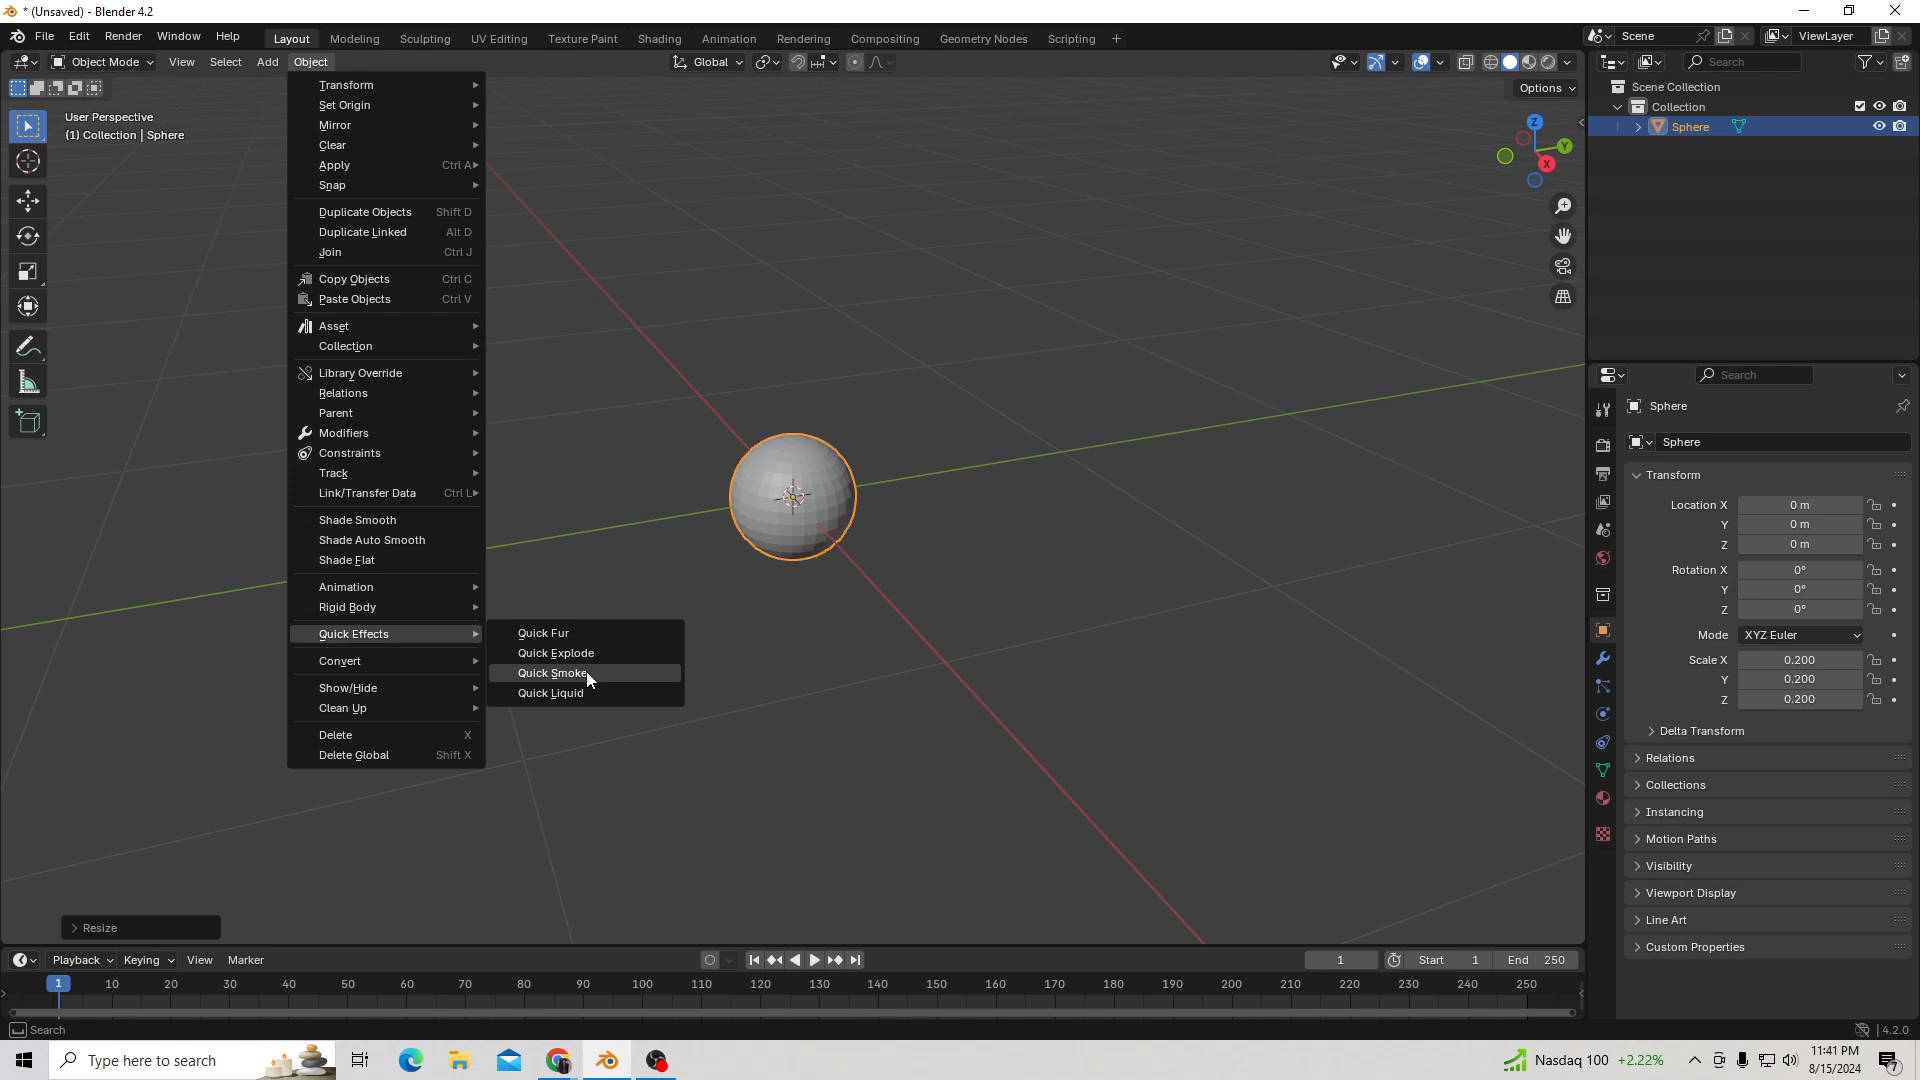 * (Unsaved) - Blender 4.2
File Edit Render Window Help Layout Modeling Sculpting UV Editing Texture Paint Shading Animation Rendering Compositing Geometry Nodes Scripting + Scene ViewLayer
Object Mode View Select Add Object Global Search
Options
User Perspective
(1) Collection | Sphere
Transform
Set Origin
Mirror
Clear
Apply Ctrl A
Snap
Duplicate Objects Shift D
Duplicate Linked Alt D
Join Ctrl J
Copy Objects Ctrl C
Paste Objects Ctrl V
Asset
Collection
Library Override
Relations
Parent
Modifiers
Constraints
Track
Link/Transfer Data Ctrl L
Shade Smooth
Shade Auto Smooth
Shade Flat
Animation
Rigid Body
Quick Effects
Convert
Show/Hide
Clean Up
Delete X
Delete Global Shift X
Quick Fur
Quick Explode
Quick Smoke
Quick Liquid
Z
Y
X
Scene Collection
Collection
Sphere
Search
Sphere
Sphere
Transform
Location X 0 m
Y 0 m
Z 0 m
Rotation X 0°
Y 0°
Z 0°
Mode XYZ Euler
Scale X 0.200
Y 0.200
Z 0.200
Delta Transform
Relations
Collections
Instancing
Motion Paths
Visibility
Viewport Display
Line Art
Custom Properties
Resize
Playback Keying View Marker 1 Start 1 End 250
1 10 20 30 40 50 60 70 80 90 100 110 120 130 140 150 160 170 180 190 200 210 220 230 240 250
Search 4.2.0
Type here to search Nasdaq 100 +2.22% 11:41 PM
8/15/2024 7